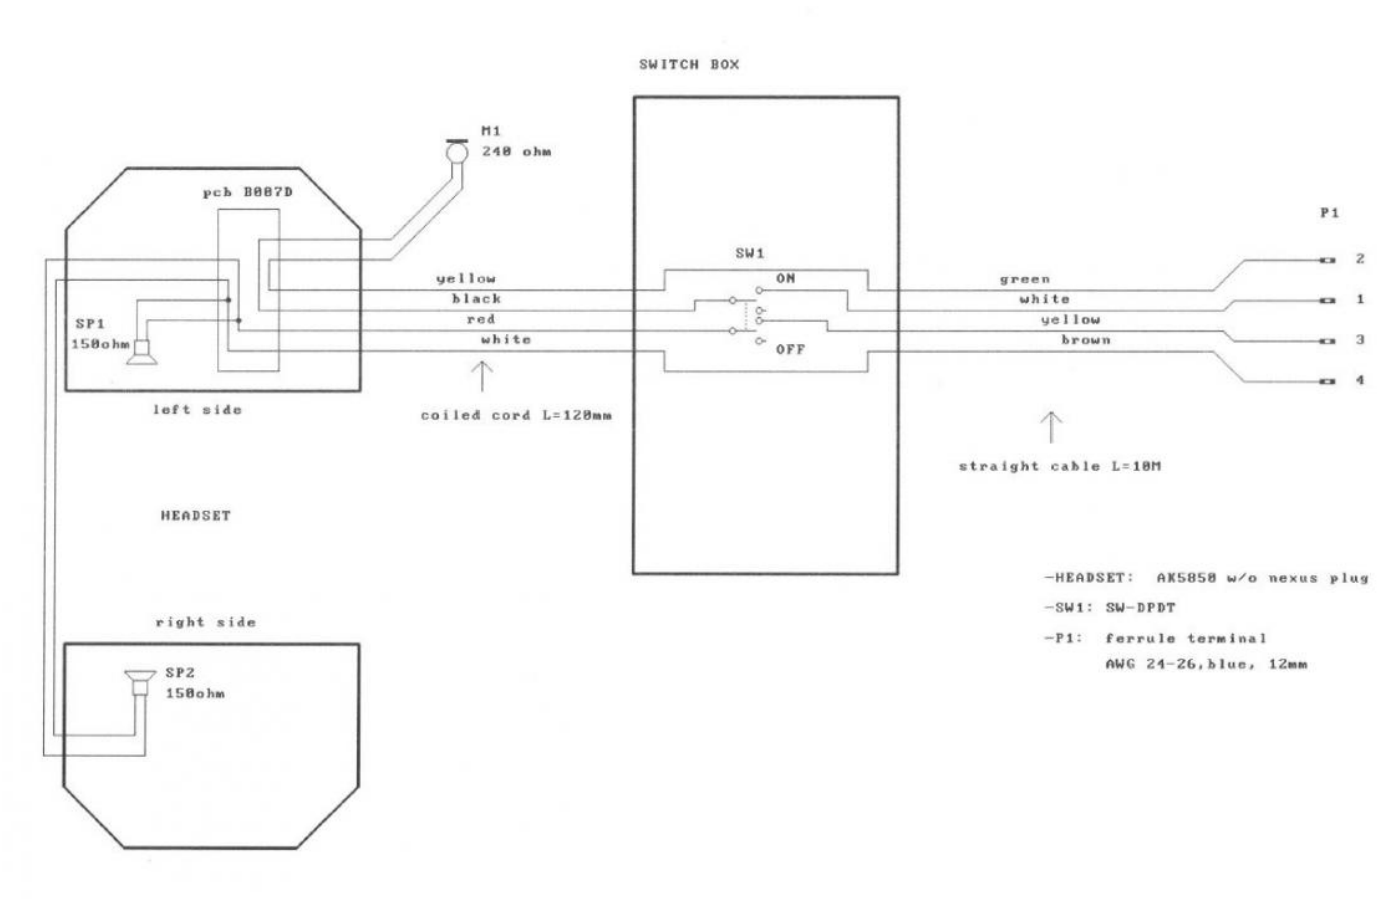 SWITCH BOX
M1
240 ohm
pcb B007D
P1
SW1
ON
yellow
green
2
black
white
1
SP1
red
yellow
150ohm
white
brown
3
OFF
4
left side
coiled cord L=120mm
straight cable L=10M
HEADSET
-HEADSET: AK5850 w/o nexus plug
-SW1: SW-DPDT
right side
-P1: ferrule terminal
AWG 24-26,blue, 12mm
SP2
150ohm